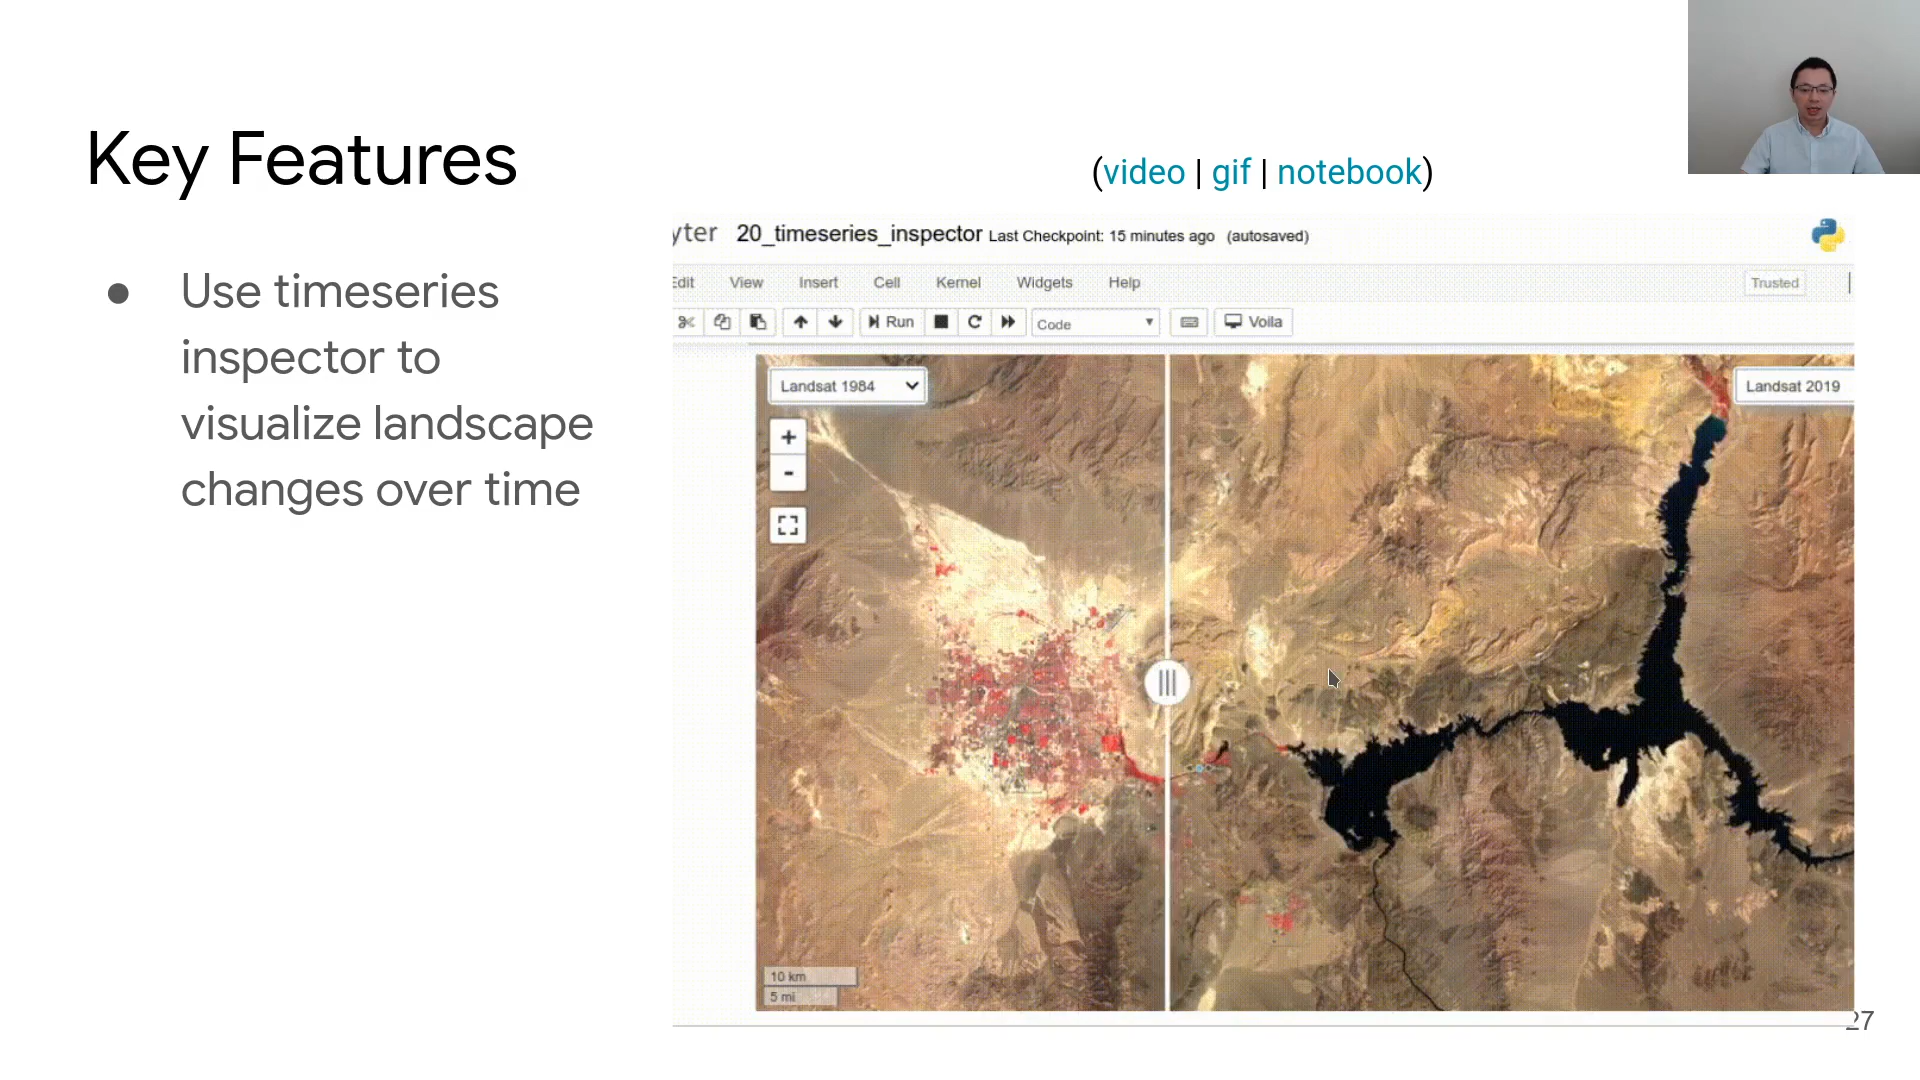 Key Features
(video | gif | notebook)
● Use timeseries
inspector to
visualize landscape
changes over time
yter 20_timeseries_inspector Last Checkpoint: 15 minutes ago (autosaved)
Edit View Insert Cell Kernel Widgets Help Trusted
Run Code Voila
Landsat 1984 Landsat 2019
+
-
10 km
5 mi
27